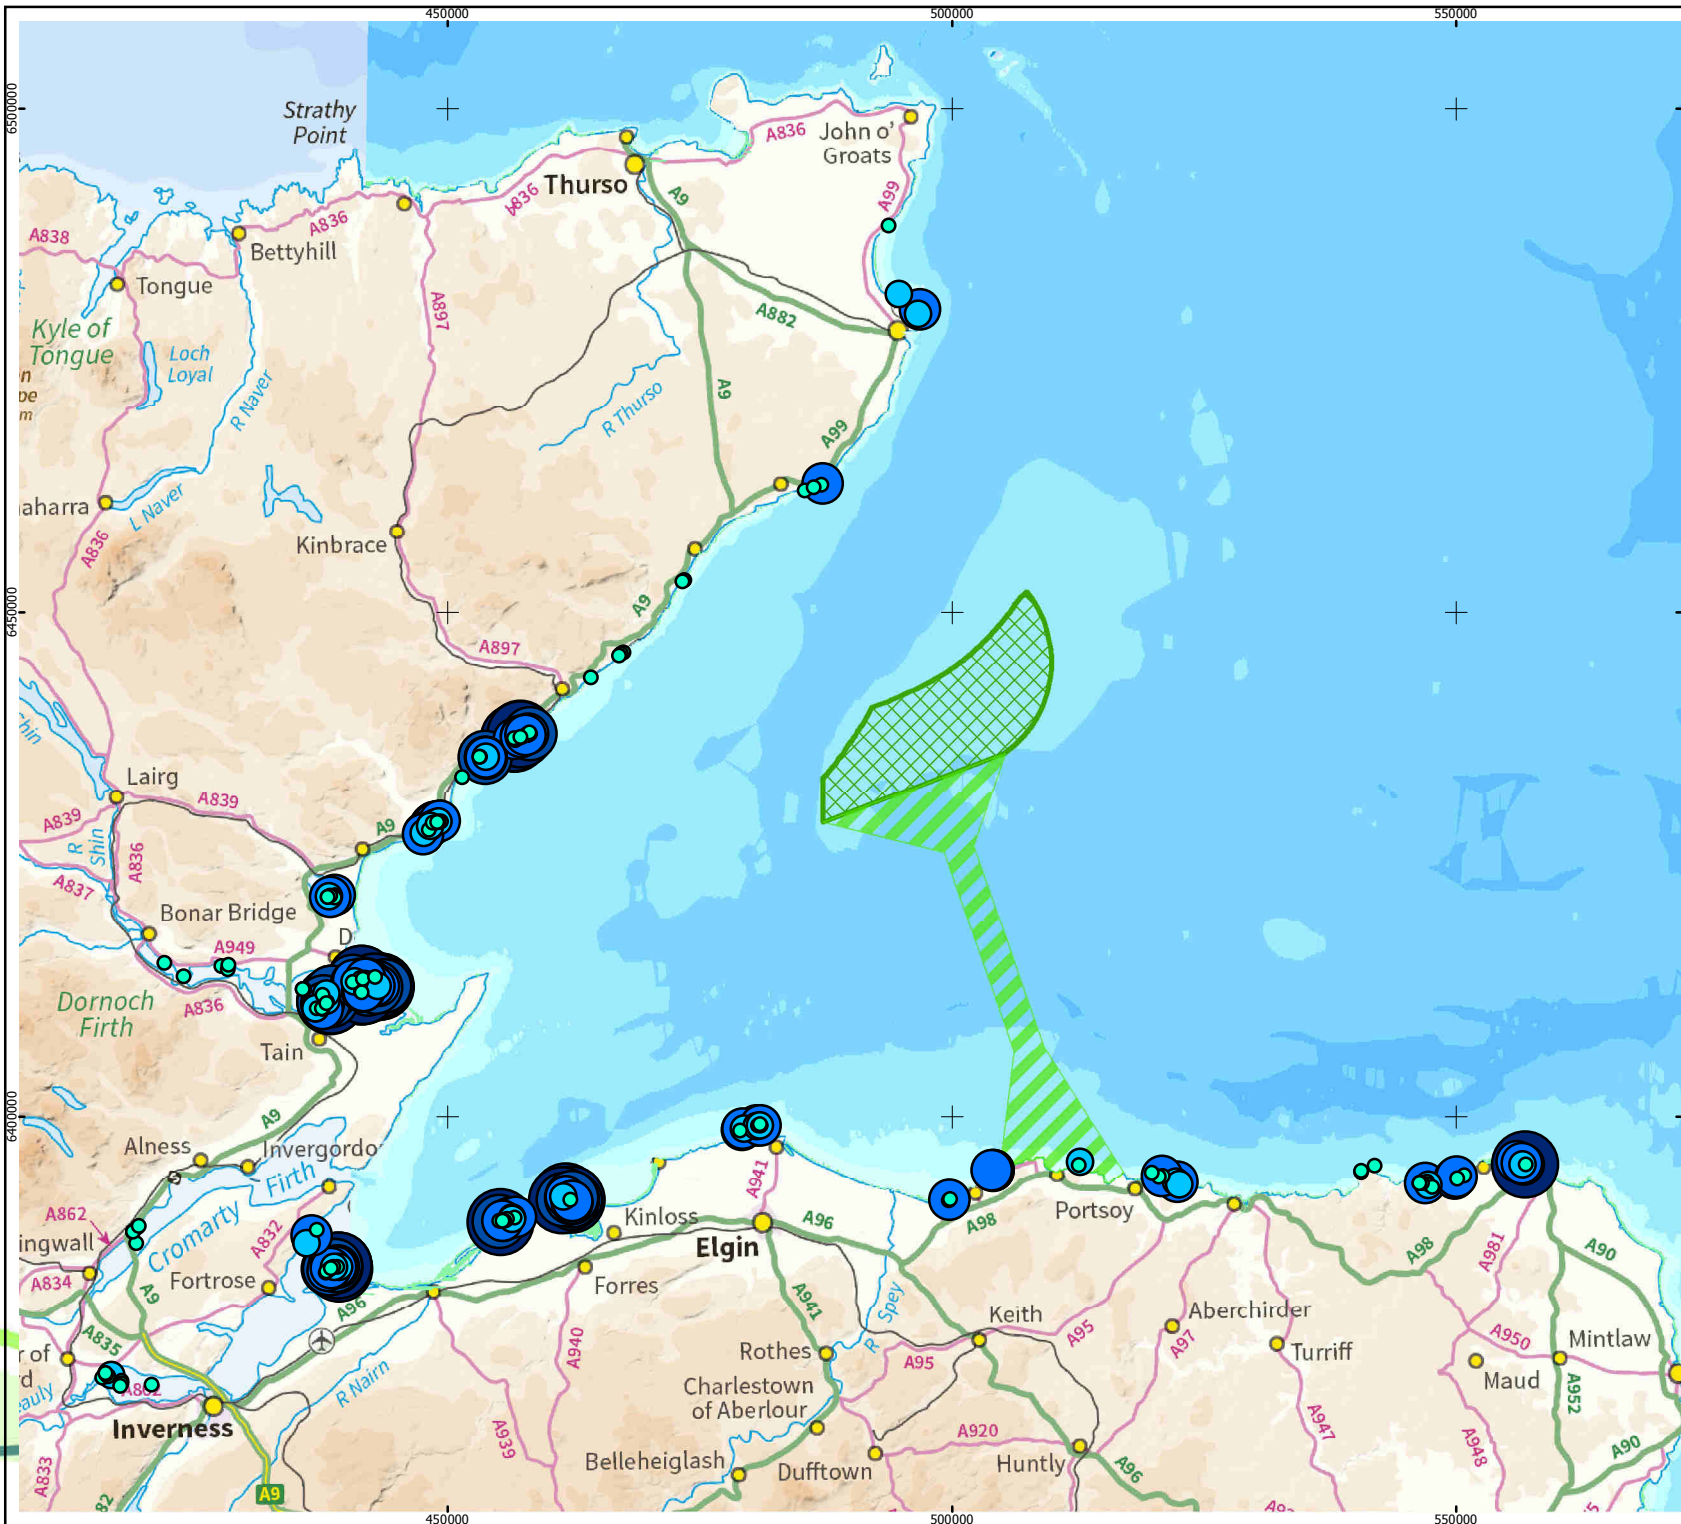 450000
500000
550000
6500000
Strathy
Point
A836
John o'
Groats
Thurso
A9
A836
A99
A836
A838
Bettyhill
Tongue
A897
A882
Kyle of
Tongue
Loch
Loyal
R Naver
A9
R Thurso
A99
L Naver
aharra
A836
Kinbrace
6450000
A9
A897
Lairg
A839
A839
A9
R
Shin
A836
A837
Bonar Bridge
D
A949
Dornoch
Firth
A836
Tain
6400000
A9
Alness
Invergordo
Firth
A941
A862
Cromarty
A832
ingwall
Kinloss
A96
Portsoy
A98
Elgin
A98
A981
A90
A834
A9
Fortrose
Forres
A96
A941
R Spey
Keith
Aberchirder
A835
A940
A95
A97
A950
Mintlaw
r of
rd
Rothes
A95
Turriff
R Nairn
Maud
eauly
A862
Charlestown
of Aberlour
A952
Inverness
A939
A920
A947
A948
A90
Belleheiglash
Dufftown
Huntly
A96
A833
A9
82
450000
500000
550000